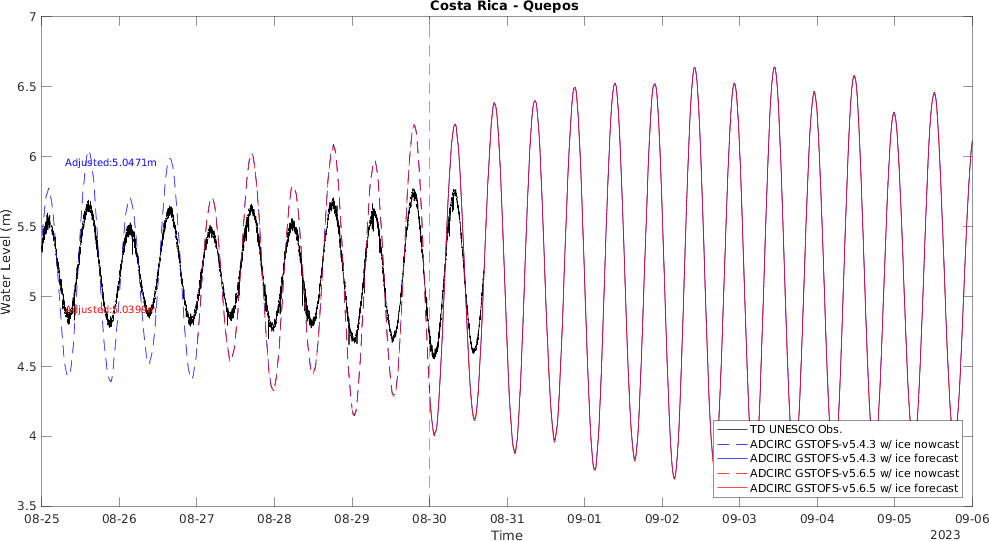 Costa Rica - Quepos
7
6.5
6
5.5
5
4.5
4
3.5
Water Level (m)
Adjusted:5.0471m
08-25
08-26
08-27
08-28
08-29
08-30
08-31
09-01
09-02
09-03
09-04
09-05
09-06
Time
2023
TD UNESCO Obs.
ADCIRC GSTOFS-v5.4.3 w/ ice nowcast
ADCIRC GSTOFS-v5.4.3 w/ ice forecast
ADCIRC GSTOFS-v5.6.5 w/ ice nowcast
ADCIRC GSTOFS-v5.6.5 w/ ice forecast